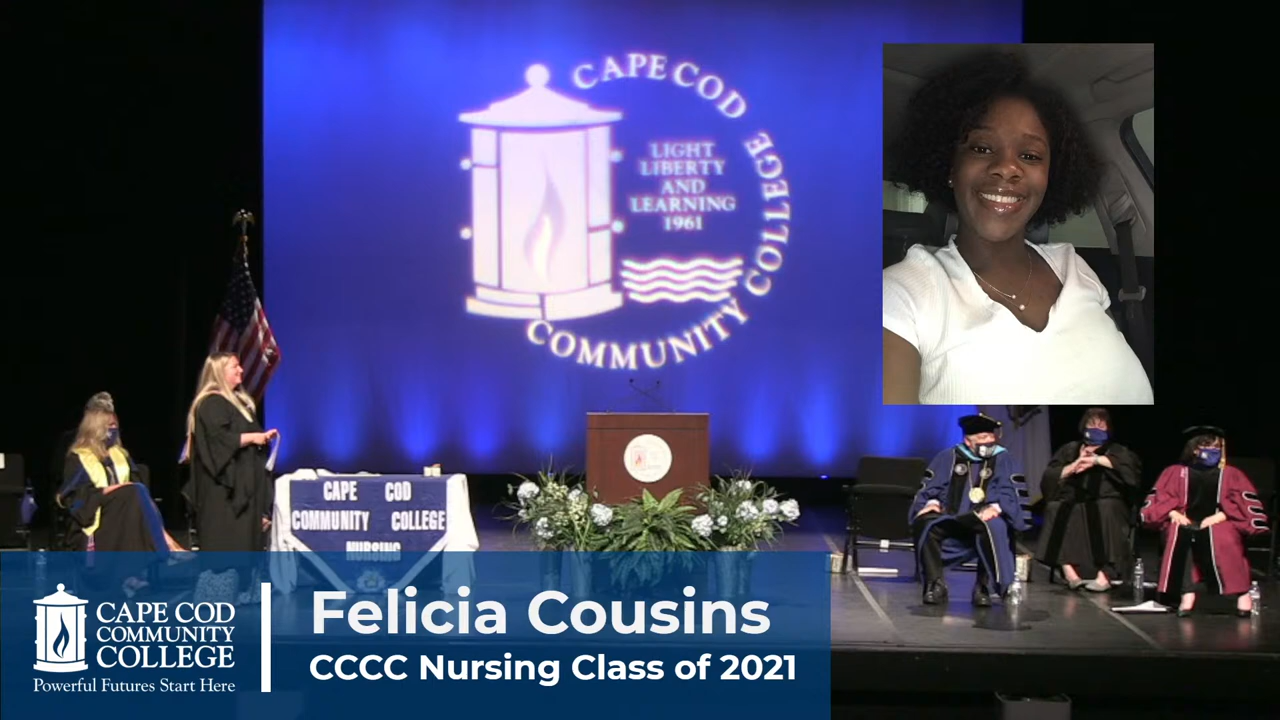 CAPE COD
COMMUNITY COLLEGE
LIGHT
LIBERTY
AND
LEARNING
1961
CAPE COD
COMMUNITY COLLEGE
NURSING
CAPE COD
COMMUNITY
COLLEGE
Powerful Futures Start Here
Felicia Cousins
CCCC Nursing Class of 2021